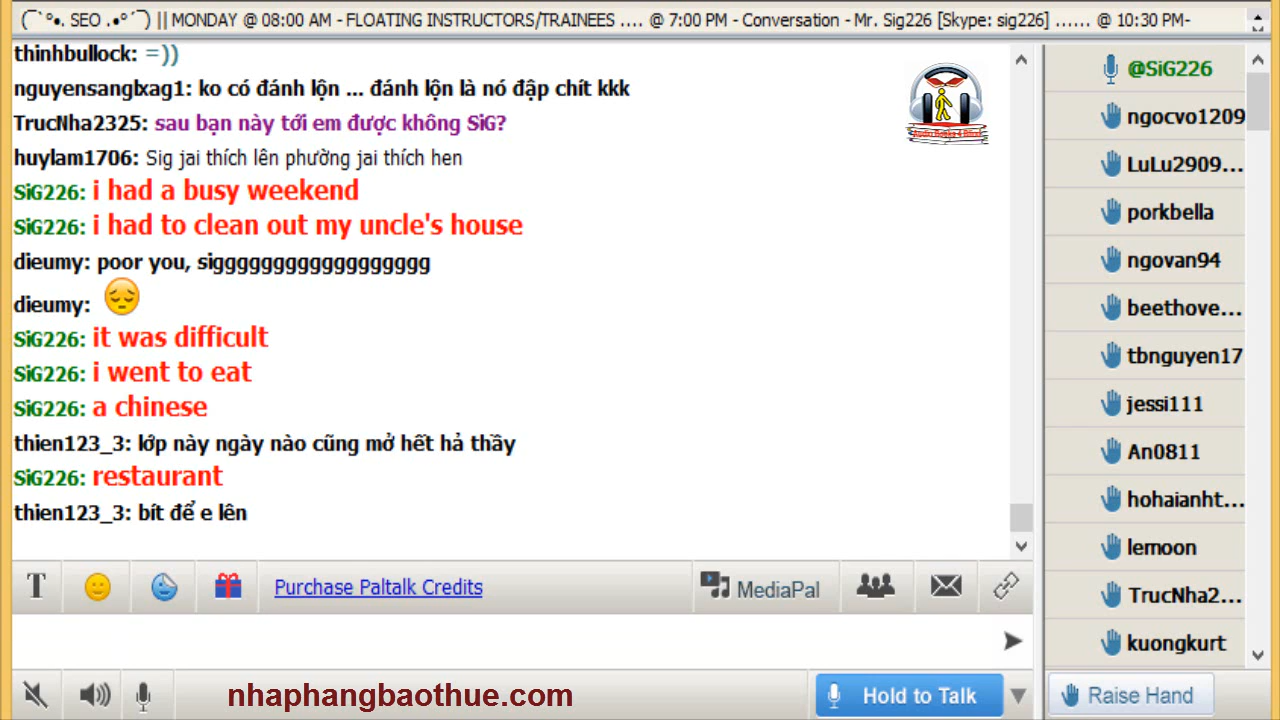 (¯`°•. SEO .•°´¯) || MONDAY @ 08:00 AM - FLOATING INSTRUCTORS/TRAINEES .... @ 7:00 PM - Conversation - Mr. Sig226 [Skype: sig226] ...... @ 10:30 PM-
thinhbullock: =))
nguyensanglxag1: ko có đánh lộn ... đánh lộn là nó đập chít kkk
TrucNha2325: sau bạn này tới em được không SiG?
huylam1706: Sig jai thích lên phường jai thích hen
SiG226: i had a busy weekend
SiG226: i had to clean out my uncle's house
dieumy: poor you, siggggggggggggggggggg
dieumy:
SiG226: it was difficult
SiG226: i went to eat
SiG226: a chinese
thien123_3: lớp này ngày nào cũng mở hết hả thầy
SiG226: restaurant
thien123_3: bít để e lên
@SiG226
ngocvo1209
LuLu2909...
porkbella
ngovan94
beethove...
tbnguyen17
jessi111
An0811
hohaianht...
lemoon
TrucNha2...
kuongkurt
T
Purchase Paltalk Credits
MediaPal
nhaphangbaothue.com
Hold to Talk
Raise Hand